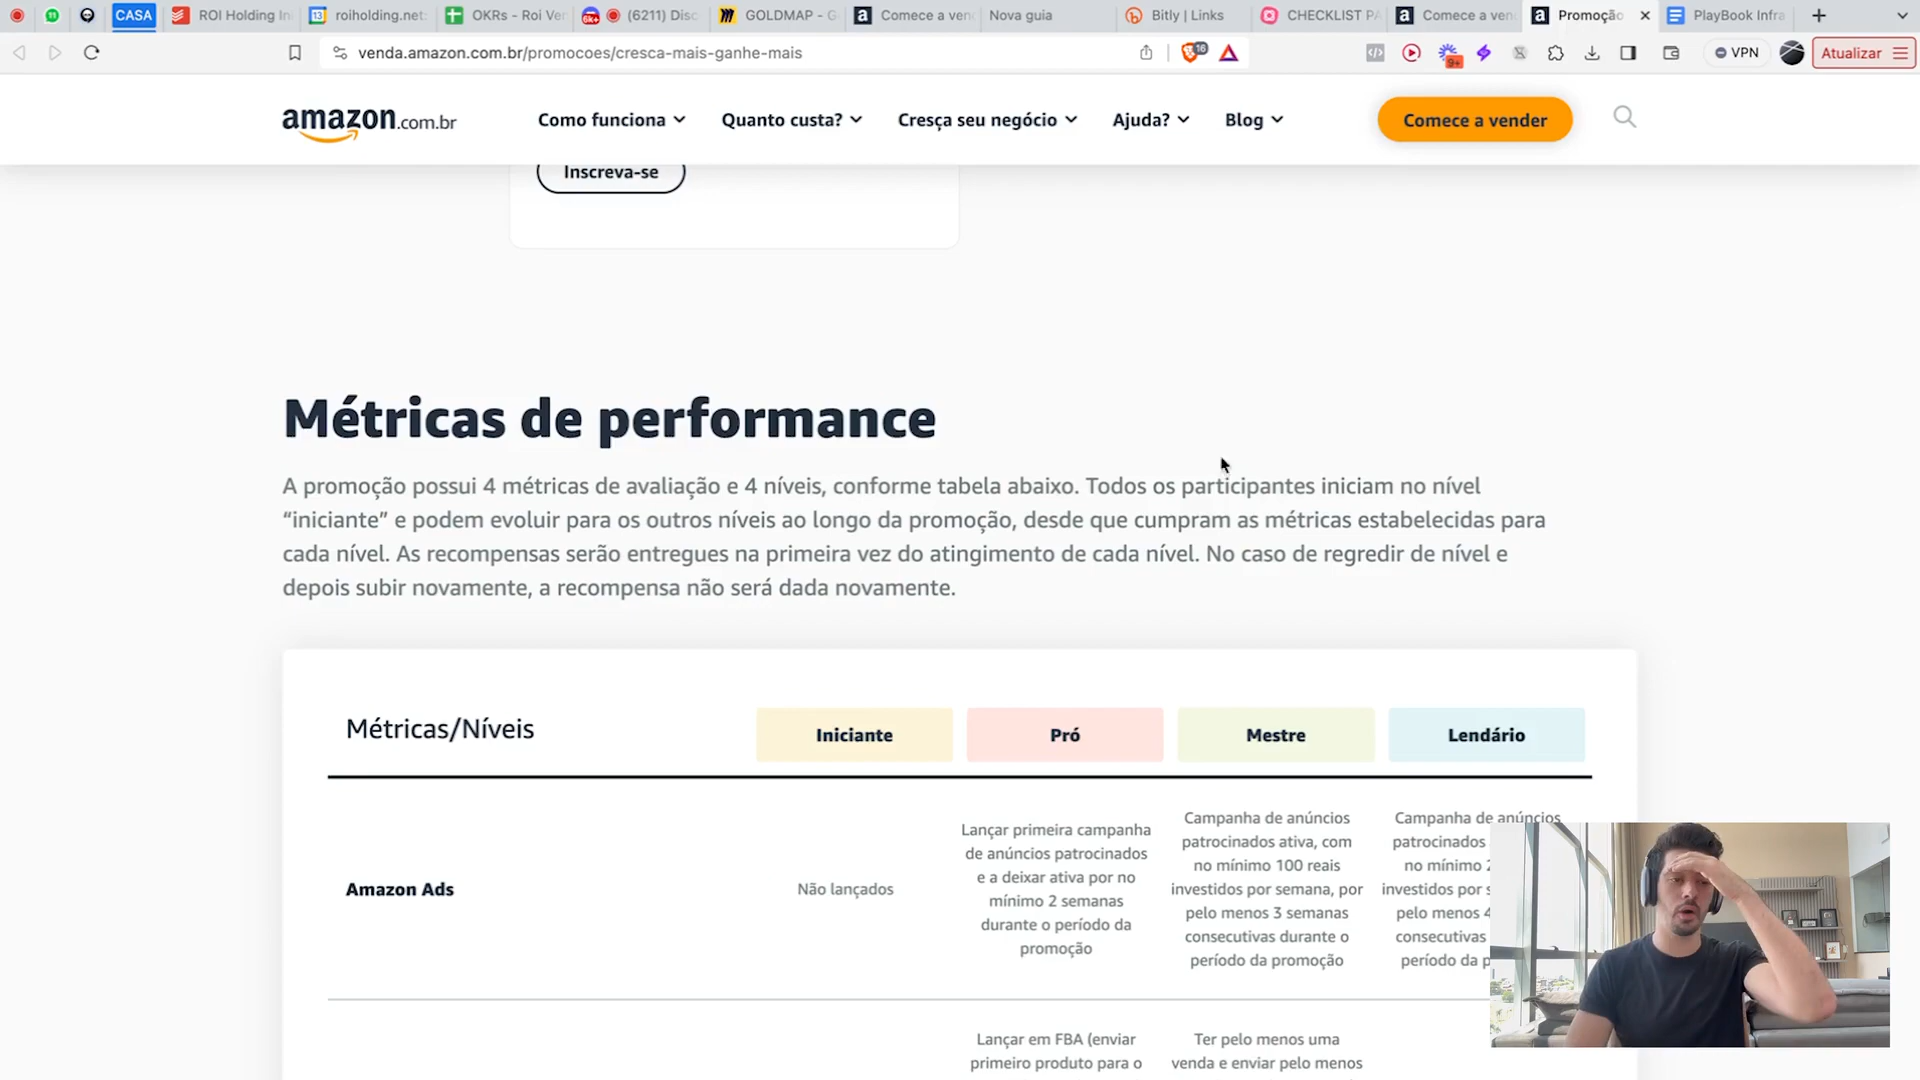 CASA
ROI Holding In
13
roiholding.net:
OKRs - Roi Ver
6k+
(6211) Disc
GOLDMAP - G
Comece a ven
Nova guia
Bitly | Links
CHECKLIST PA
Comece a ven
Promoção
PlayBook Infra
venda.amazon.com.br/promocoes/cresca-mais-ganhe-mais
16
9+
VPN
Atualizar
amazon.com.br
Como funciona
Quanto custa?
Cresça seu negócio
Ajuda?
Blog
Comece a vender
Inscreva-se
Métricas de performance
A promoção possui 4 métricas de avaliação e 4 níveis, conforme tabela abaixo. Todos os participantes iniciam no nível
“iniciante” e podem evoluir para os outros níveis ao longo da promoção, desde que cumpram as métricas estabelecidas para
cada nível. As recompensas serão entregues na primeira vez do atingimento de cada nível. No caso de regredir de nível e
depois subir novamente, a recompensa não será dada novamente.
Métricas/Níveis
Iniciante
Pró
Mestre
Lendário
Amazon Ads
Não lançados
Lançar primeira campanha
de anúncios patrocinados
e a deixar ativa por no
mínimo 2 semanas
durante o período da
promoção
Campanha de anúncios
patrocinados ativa, com
no mínimo 100 reais
investidos por semana, por
pelo menos 3 semanas
consecutivas durante o
período da promoção
Campanha de anúncios
patrocinados
no mínimo 2
investidos por s
pelo menos 4
consecutivas
período da p
Lançar em FBA (enviar
primeiro produto para o
Ter pelo menos uma
venda e enviar pelo menos